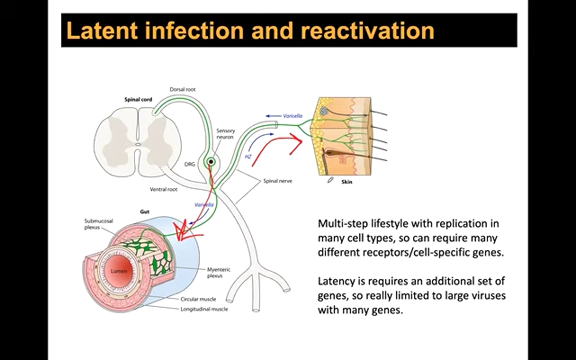 Latent infection and reactivation
Dorsal root
Spinal cord
Sensory
neuron
Varicella
DRG
HZ
Ventral root
Spinal nerve
Skin
Varicella
Gut
Submucosal
plexus
Lumen
Myenteric
plexus
Circular muscle
Longitudinal muscle
Multi-step lifestyle with replication in
many cell types, so can require many
different receptors/cell-specific genes.
Latency is requires an additional set of
genes, so really limited to large viruses
with many genes.